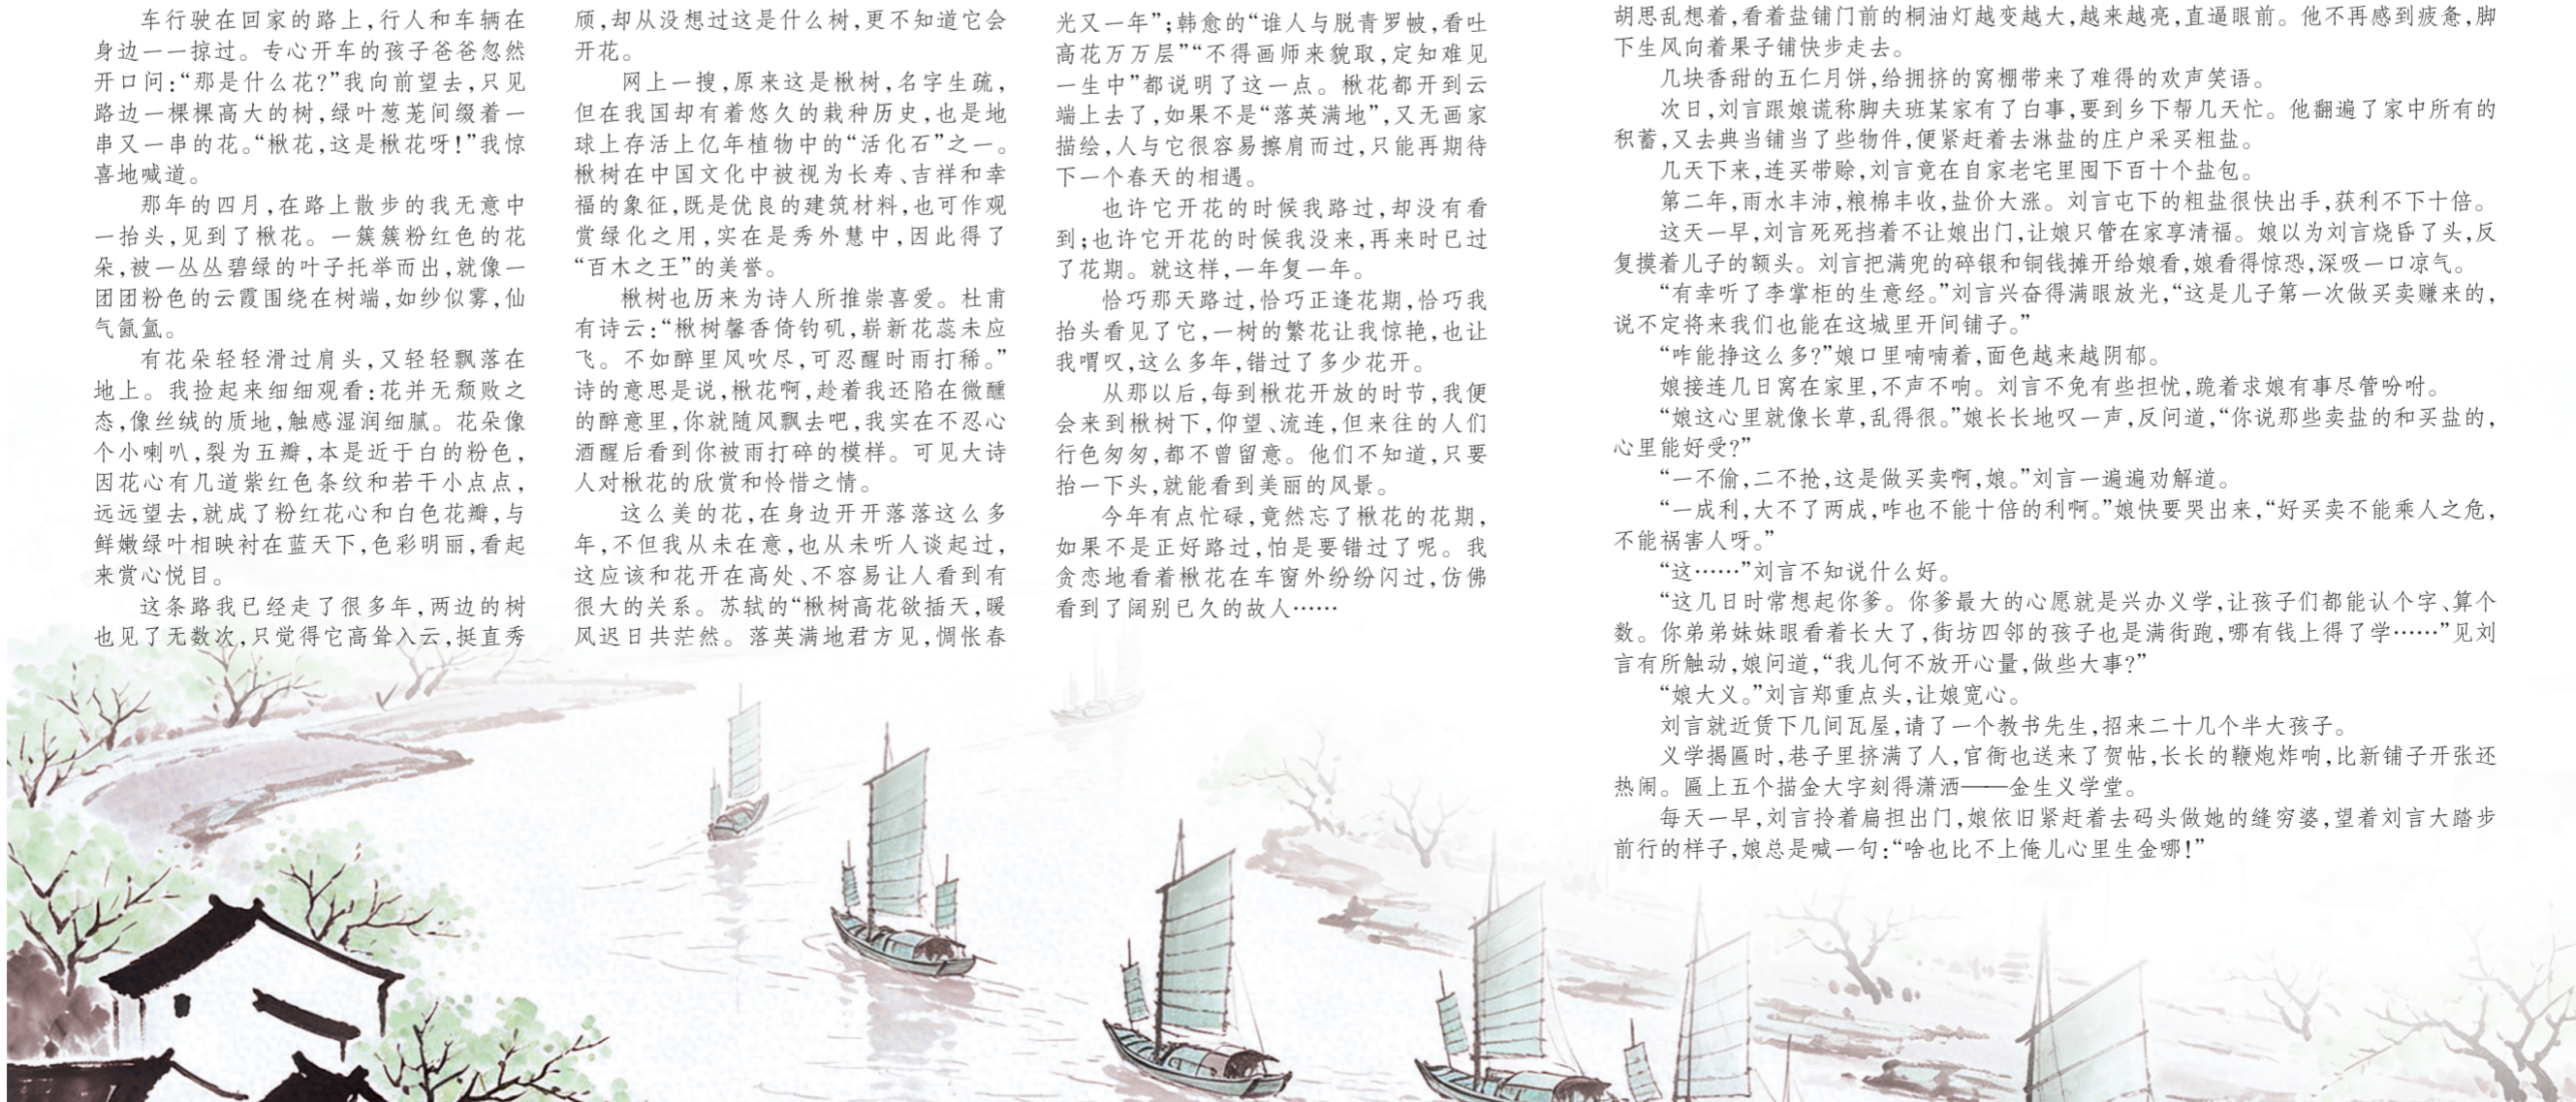 车行驶在回家的路上,行人和车辆在
身边一一掠过。专心开车的孩子爸爸忽然
开口问:“那是什么花?”我向前望去,只见
路边一棵棵高大的树,绿叶葱茏间缀着一
串又一串的花。“楸花,这是楸花呀!”我惊
喜地喊道。
那年的四月,在路上散步的我无意中
一抬头,见到了楸花。一簇簇粉红色的花
朵,被一丛丛碧绿的叶子托举而出,就像一
团团粉色的云霞围绕在树端,如纱似雾,仙
气氤氲。
有花朵轻轻滑过肩头,又轻轻飘落在
地上。我捡起来细细观看:花并无颓败之
态,像丝绒的质地,触感湿润细腻。花朵像
个小喇叭,裂为五瓣,本是近于白的粉色,
因花心有几道紫红色条纹和若干小点点,
远远望去,就成了粉红花心和白色花瓣,与
鲜嫩绿叶相映衬在蓝天下,色彩明丽,看起
来赏心悦目。
这条路我已经走了很多年,两边的树
也见了无数次,只觉得它高耸入云,挺直秀
颀,却从没想过这是什么树,更不知道它会
开花。
网上一搜,原来这是楸树,名字生疏,
但在我国却有着悠久的栽种历史,也是地
球上存活上亿年植物中的“活化石”之一。
楸树在中国文化中被视为长寿、吉祥和幸
福的象征,既是优良的建筑材料,也可作观
赏绿化之用,实在是秀外慧中,因此得了
“百木之王”的美誉。
楸树也历来为诗人所推崇喜爱。杜甫
有诗云:“楸树馨香倚钓矶,崭新花蕊未应
飞。不如醉里风吹尽,可忍醒时雨打稀。”
诗的意思是说,楸花啊,趁着我还陷在微醺
的醉意里,你就随风飘去吧,我实在不忍心
酒醒后看到你被雨打碎的模样。可见大诗
人对楸花的欣赏和怜惜之情。
这么美的花,在身边开开落落这么多
年,不但我从未在意,也从未听人谈起过,
这应该和花开在高处、不容易让人看到有
很大的关系。苏轼的“楸树高花欲插天,暖
风迟日共茫然。落英满地君方见,惆怅春
光又一年”;韩愈的“谁人与脱青罗帔,看吐
高花万万层”“不得画师来貌取,定知难见
一生中”都说明了这一点。楸花都开到云
端上去了,如果不是“落英满地”,又无画家
描绘,人与它很容易擦肩而过,只能再期待
下一个春天的相遇。
也许它开花的时候我路过,却没有看
到;也许它开花的时候我没来,再来时已过
了花期。就这样,一年复一年。
恰巧那天路过,恰巧正逢花期,恰巧我
抬头看见了它,一树的繁花让我惊艳,也让
我喟叹,这么多年,错过了多少花开。
从那以后,每到楸花开放的时节,我便
会来到楸树下,仰望、流连,但来往的人们
行色匆匆,都不曾留意。他们不知道,只要
抬一下头,就能看到美丽的风景。
今年有点忙碌,竟然忘了楸花的花期,
如果不是正好路过,怕是要错过了呢。我
贪恋地看着楸花在车窗外纷纷闪过,仿佛
看到了阔别已久的故人……
胡思乱想着,看着盐铺门前的桐油灯越变越大,越来越亮,直逼眼前。他不再感到疲惫,脚
下生风向着果子铺快步走去。
几块香甜的五仁月饼,给拥挤的窝棚带来了难得的欢声笑语。
次日,刘言跟娘谎称脚夫班某家有了白事,要到乡下帮几天忙。他翻遍了家中所有的
积蓄,又去典当铺当了些物件,便紧赶着去淋盐的庄户采买粗盐。
几天下来,连买带赊,刘言竟在自家老宅里囤下百十个盐包。
第二年,雨水丰沛,粮棉丰收,盐价大涨。刘言屯下的粗盐很快出手,获利不下十倍。
这天一早,刘言死死挡着不让娘出门,让娘只管在家享清福。娘以为刘言烧昏了头,反
复摸着儿子的额头。刘言把满兜的碎银和铜钱摊开给娘看,娘看得惊恐,深吸一口凉气。
“有幸听了李掌柜的生意经。”刘言兴奋得满眼放光,“这是儿子第一次做买卖赚来的,
说不定将来我们也能在这城里开间铺子。”
“咋能挣这么多?”娘口里喃喃着,面色越来越阴郁。
娘接连几日窝在家里,不声不响。刘言不免有些担忧,跪着求娘有事尽管吩咐。
“娘这心里就像长草,乱得很。”娘长长地叹一声,反问道,“你说那些卖盐的和买盐的,
心里能好受?”
“一不偷,二不抢,这是做买卖啊,娘。”刘言一遍遍劝解道。
“一成利,大不了两成,咋也不能十倍的利啊。”娘快要哭出来,“好买卖不能乘人之危,
不能祸害人呀。”
“这……”刘言不知说什么好。
“这几日时常想起你爹。你爹最大的心愿就是兴办义学,让孩子们都能认个字、算个
数。你弟弟妹妹眼看着长大了,街坊四邻的孩子也是满街跑,哪有钱上得了学……”见刘
言有所触动,娘问道,“我儿何不放开心量,做些大事?”
“娘大义。”刘言郑重点头,让娘宽心。
刘言就近赁下几间瓦屋,请了一个教书先生,招来二十几个半大孩子。
义学揭匾时,巷子里挤满了人,官衙也送来了贺帖,长长的鞭炮炸响,比新铺子开张还
热闹。匾上五个描金大字刻得潇洒——金生义学堂。
每天一早,刘言拎着扁担出门,娘依旧紧赶着去码头做她的缝穷婆,望着刘言大踏步
前行的样子,娘总是喊一句:“啥也比不上俺儿心里生金哪!”